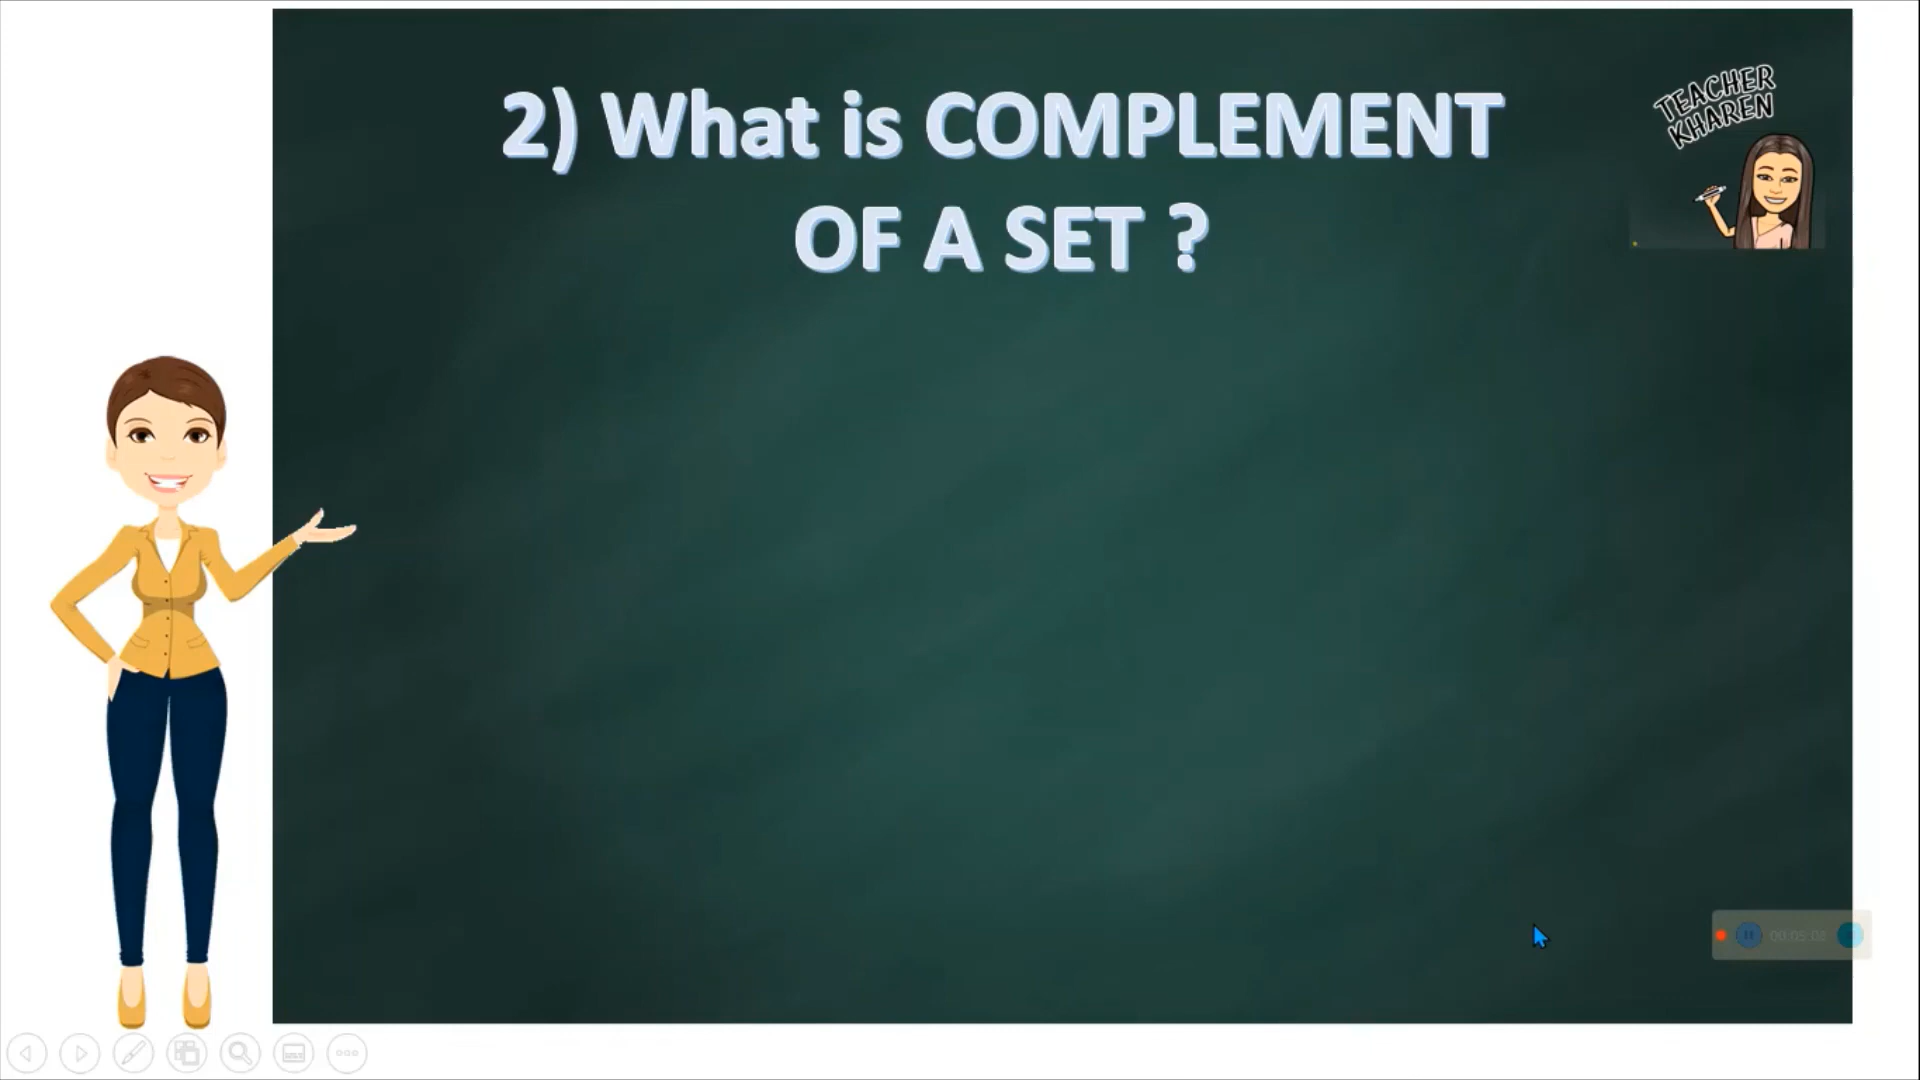 2) What is COMPLEMENT
OF A SET ?
TEACHER
KHAREN